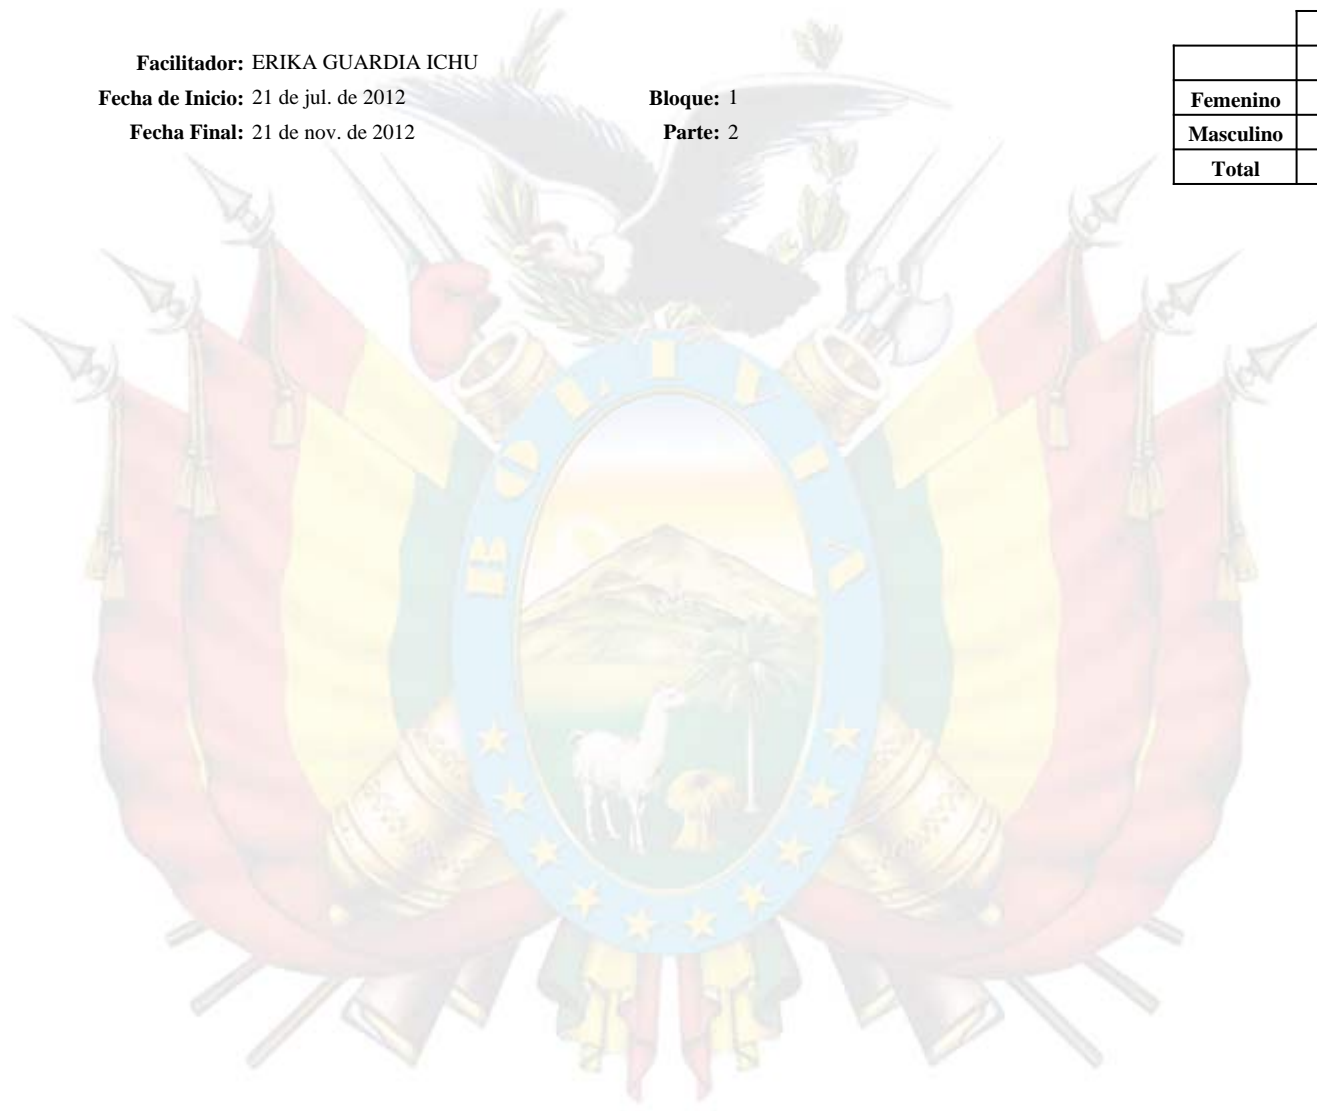 Facilitador: ERIKA GUARDIA ICHU
Fecha de Inicio: 21 de jul. de 2012 Bloque: 1
Fecha Final: 21 de nov. de 2012 Parte: 2
Femenino
Masculino
Total
BOLIVIA